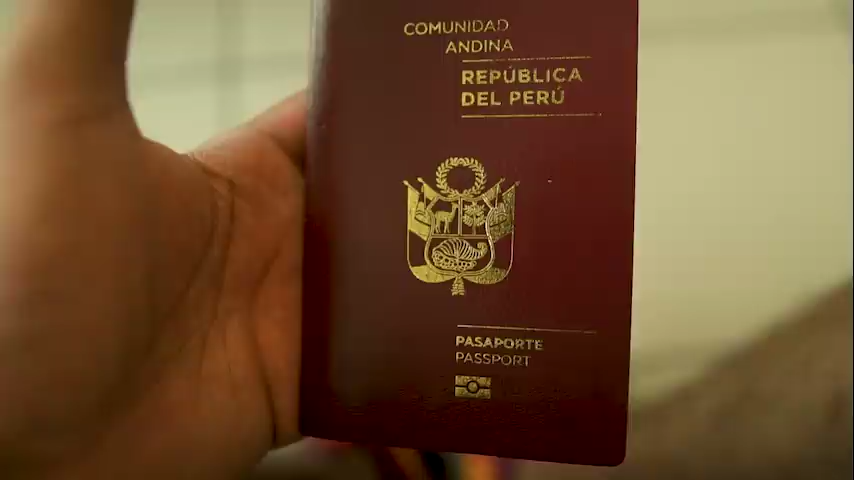 COMUNIDAD
ANDINA
REPÚBLICA
DEL PERÚ
PASAPORTE
PASSPORT